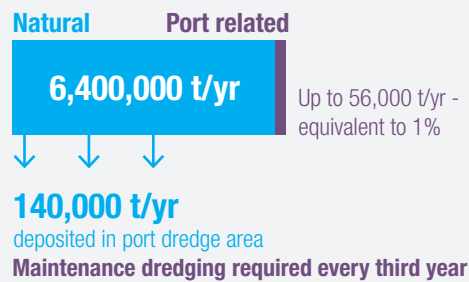 Natural
Port related
6,400,000 t/yr
Up to 56,000 t/yr -
equivalent to 1%
140,000 t/yr
deposited in port dredge area
Maintenance dredging required every third year